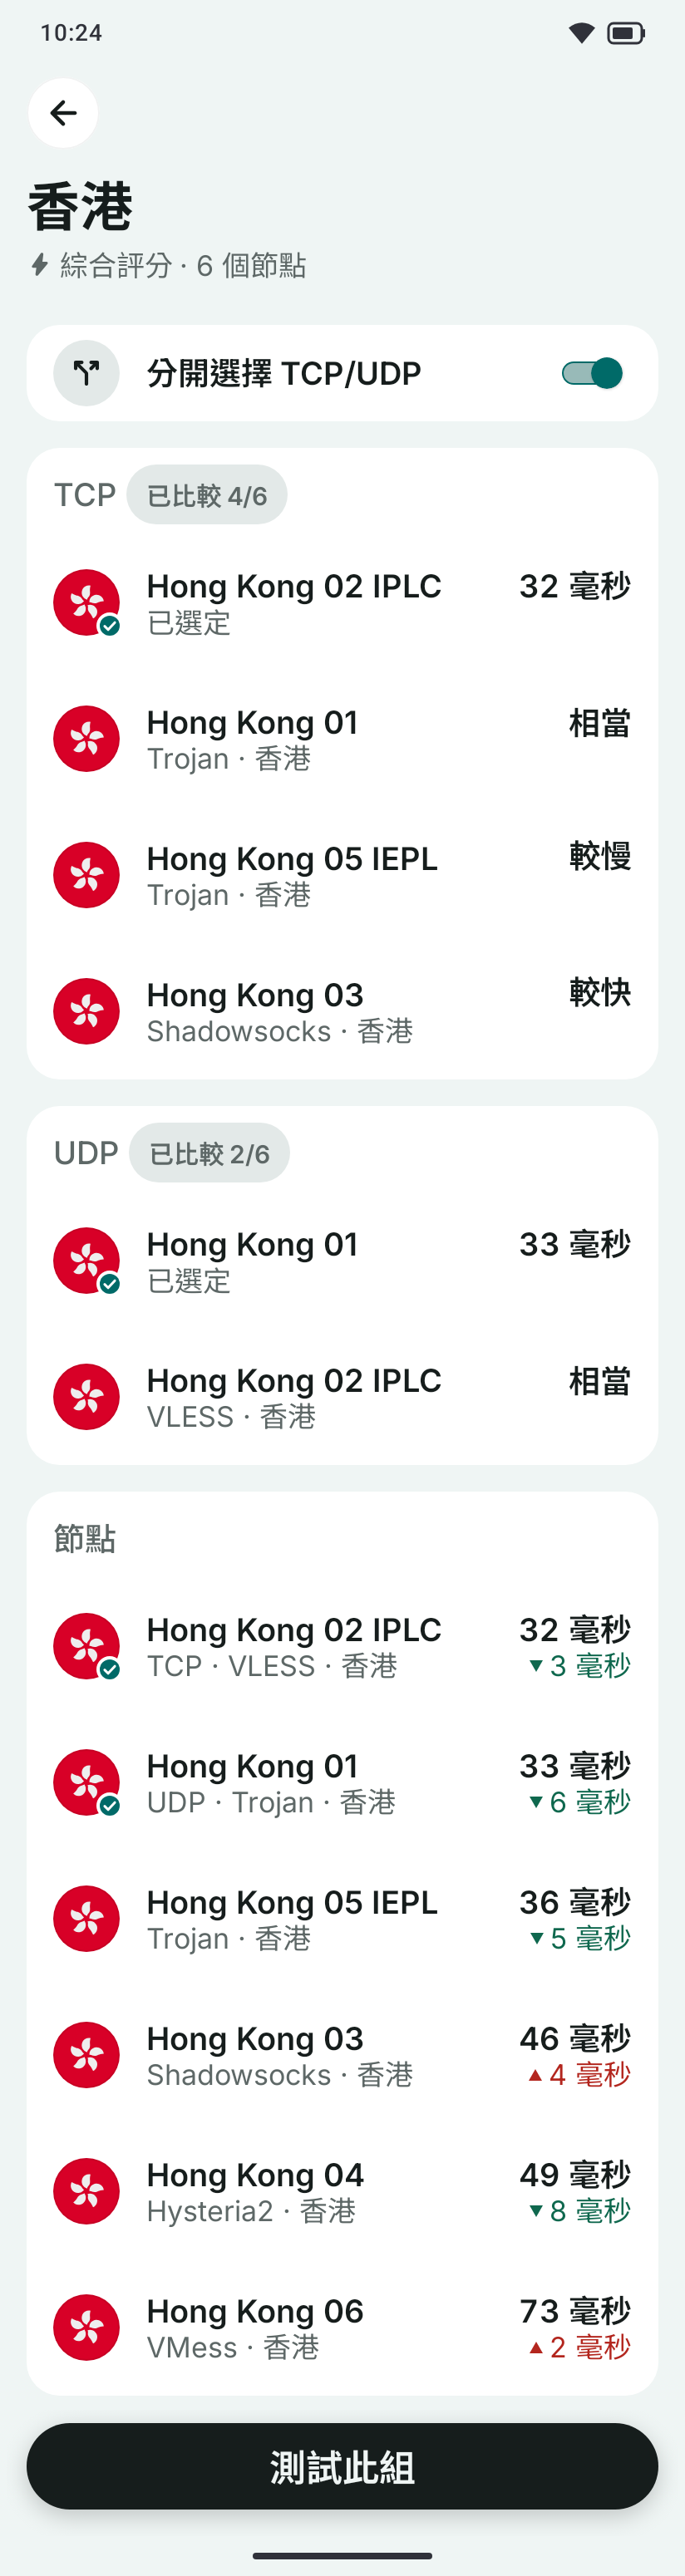 10:24
香港
綜合評分 · 6 個節點
分開選擇 TCP/UDP
TCP 已比較 4/6
Hong Kong 02 IPLC 32 毫秒
已選定
Hong Kong 01 相當
Trojan · 香港
Hong Kong 05 IEPL 較慢
Trojan · 香港
Hong Kong 03 較快
Shadowsocks · 香港
UDP 已比較 2/6
Hong Kong 01 33 毫秒
已選定
Hong Kong 02 IPLC 相當
VLESS · 香港
節點
Hong Kong 02 IPLC 32 毫秒
TCP · VLESS · 香港 ▼3 毫秒
Hong Kong 01 33 毫秒
UDP · Trojan · 香港 ▼6 毫秒
Hong Kong 05 IEPL 36 毫秒
Trojan · 香港 ▼5 毫秒
Hong Kong 03 46 毫秒
Shadowsocks · 香港 ▲4 毫秒
Hong Kong 04 49 毫秒
Hysteria2 · 香港 ▼8 毫秒
Hong Kong 06 73 毫秒
VMess · 香港 ▲2 毫秒
測試此組